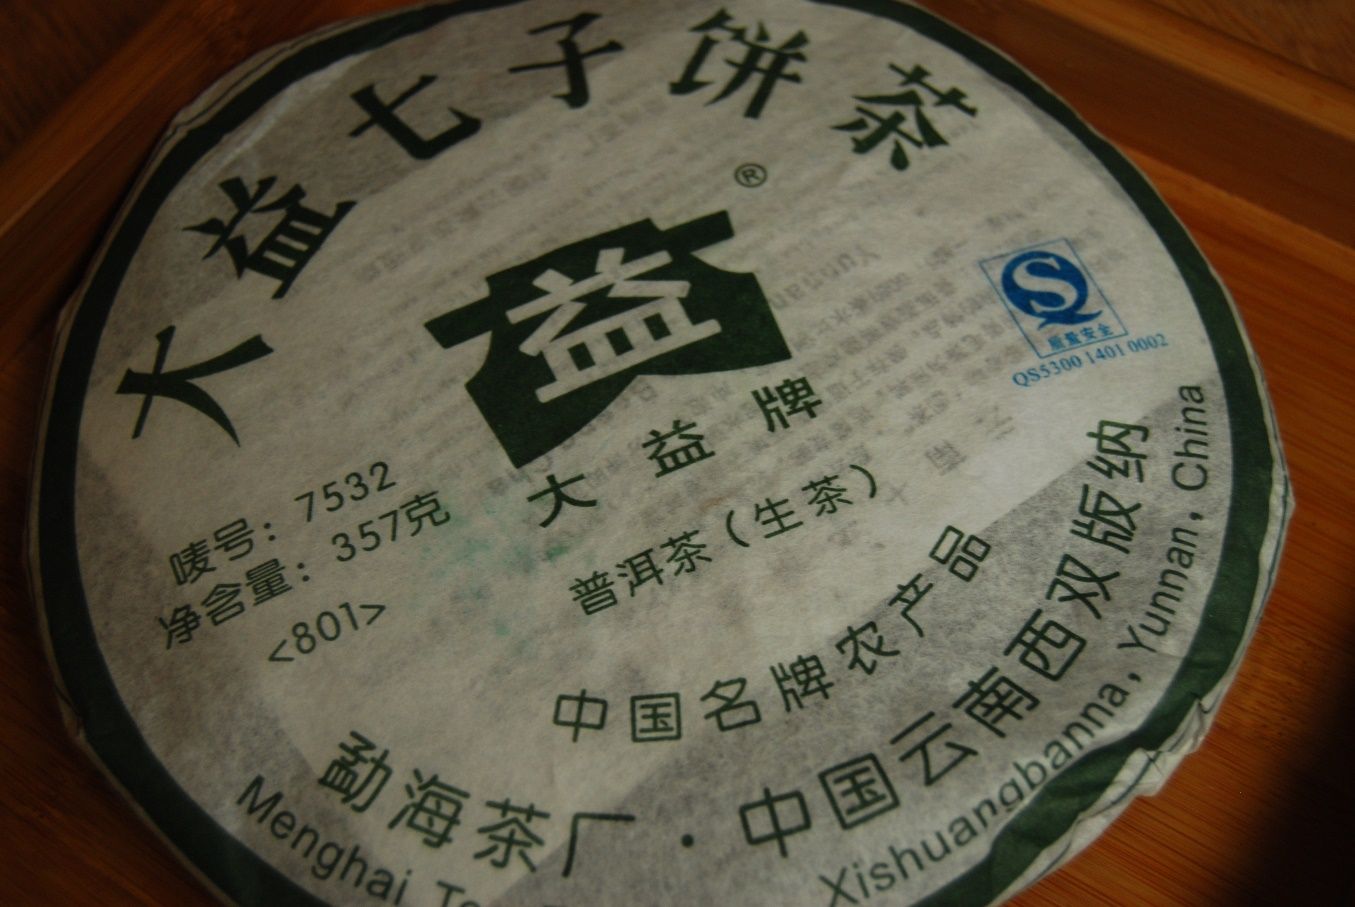 大益七子饼茶
®
益
大益牌
普洱茶(生茶)
S
质量安全
QS5300 1401 0002
唛号：7532
净含量：357克
<801>
中国名牌农产品
勐海茶厂·中国云南西双版纳
Menghai Xishuangbanna, Yunnan, China